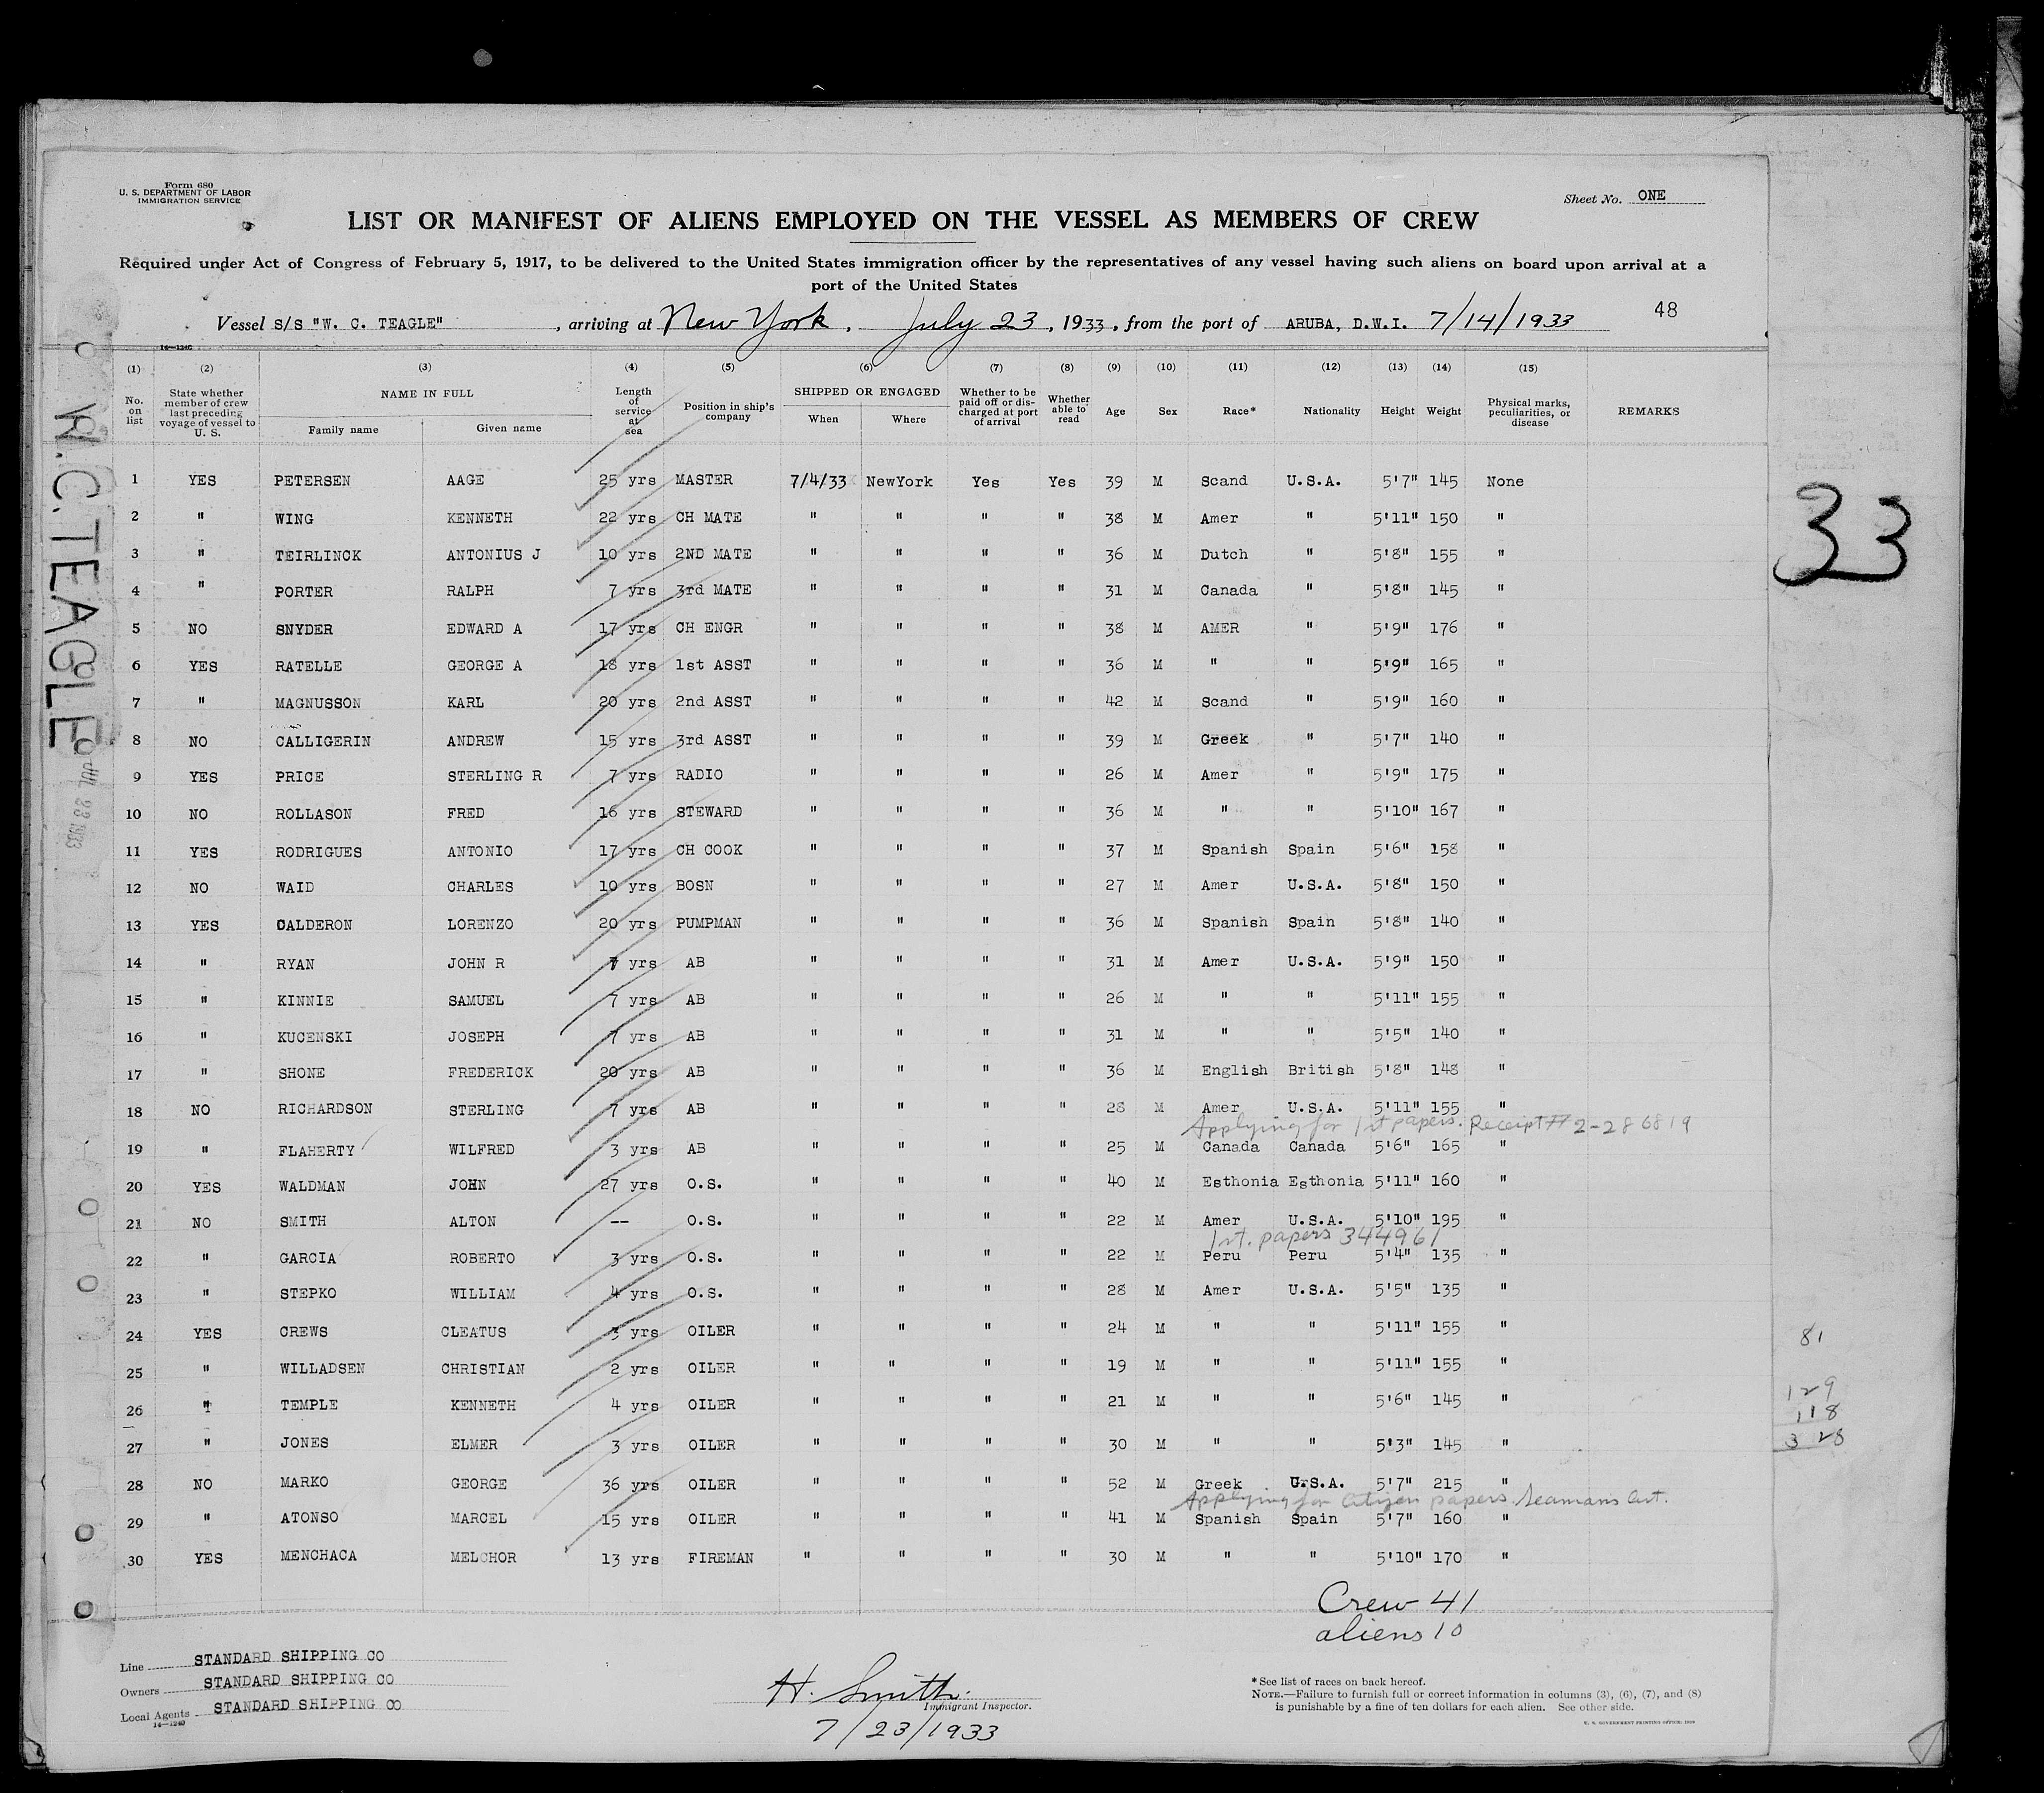 Form 680
U. S. DEPARTMENT OF LABOR
IMMIGRATION SERVICE
Sheet No. ONE
LIST OR MANIFEST OF ALIENS EMPLOYED ON THE VESSEL AS MEMBERS OF CREW
Required under Act of Congress of February 5, 1917, to be delivered to the United States immigration officer by the representatives of any vessel having such aliens on board upon arrival at a
port of the United States
Vessel S/S "W. C. TEAGLE" , arriving at New York , July 23 , 1933 , from the port of ARUBA, D.W.I. 7/14/1933
48
14—1240
(1) (2) (3) (4) (5) (6) (7) (8) (9) (10) (11) (12) (13) (14) (15)
No. on list State whether member of crew last preceding voyage of vessel to U. S. NAME IN FULL Family name Given name Length of service at sea Position in ship's company SHIPPED OR ENGAGED When Where Whether to be paid off or discharged at port of arrival Whether able to read Age Sex Race* Nationality Height Weight Physical marks, peculiarities, or disease REMARKS
1 YES PETERSEN AAGE 25 yrs MASTER 7/4/33 NewYork Yes Yes 39 M Scand U.S.A. 5'7" 145 None
2 " WING KENNETH 22 yrs CH MATE " " " " 38 M Amer " 5'11" 150 "
3 " TEIRLINCK ANTONIUS J 10 yrs 2ND MATE " " " " 36 M Dutch " 5'8" 155 "
4 " PORTER RALPH 7 yrs 3rd MATE " " " " 31 M Canada " 5'8" 145 "
5 NO SNYDER EDWARD A 17 yrs CH ENGR " " " " 38 M AMER " 5'9" 176 "
6 YES RATELLE GEORGE A 18 yrs 1st ASST " " " " 36 M " " 5'9" 165 "
7 " MAGNUSSON KARL 20 yrs 2nd ASST " " " " 42 M Scand " 5'9" 160 "
8 NO CALLIGERIN ANDREW 15 yrs 3rd ASST " " " " 39 M Greek " 5'7" 140 "
9 YES PRICE STERLING R 7 yrs RADIO " " " " 26 M Amer " 5'9" 175 "
10 NO ROLLASON FRED 16 yrs STEWARD " " " " 36 M " " 5'10" 167 "
11 YES RODRIGUES ANTONIO 17 yrs CH COOK " " " " 37 M Spanish Spain 5'6" 158 "
12 NO WAID CHARLES 10 yrs BOSN " " " " 27 M Amer U.S.A. 5'8" 150 "
13 YES CALDERON LORENZO 20 yrs PUMPMAN " " " " 36 M Spanish Spain 5'8" 140 "
14 " RYAN JOHN R 7 yrs AB " " " " 31 M Amer U.S.A. 5'9" 150 "
15 " KINNIE SAMUEL 7 yrs AB " " " " 26 M " " 5'11" 155 "
16 " KUCENSKI JOSEPH 7 yrs AB " " " " 31 M " " 5'5" 140 "
17 " SHONE FREDERICK 20 yrs AB " " " " 36 M English British 5'8" 148 "
18 NO RICHARDSON STERLING 7 yrs AB " " " " 28 M Amer U.S.A. 5'11" 155 "
Applying for 1st papers. Receipt # 2-286819
19 " FLAHERTY WILFRED 3 yrs AB " " " " 25 M Canada Canada 5'6" 165 "
20 YES WALDMAN JOHN 27 yrs O.S. " " " " 40 M Esthonia Esthonia 5'11" 160 "
21 NO SMITH ALTON -- O.S. " " " " 22 M Amer U.S.A. 5'10" 195 "
1st. papers 344961
22 " GARCIA ROBERTO 3 yrs O.S. " " " " 22 M Peru Peru 5'4" 135 "
23 " STEPKO WILLIAM 4 yrs O.S. " " " " 28 M Amer U.S.A. 5'5" 135 "
24 YES CREWS CLEATUS 3 yrs OILER " " " " 24 M " " 5'11" 155 "
25 " WILLADSEN CHRISTIAN 2 yrs OILER " " " " 19 M " " 5'11" 155 "
26 " TEMPLE KENNETH 4 yrs OILER " " " " 21 M " " 5'6" 145 "
27 " JONES ELMER 3 yrs OILER " " " " 30 M " " 5'3" 145 "
28 NO MARKO GEORGE 36 yrs OILER " " " " 52 M Greek U.S.A. 5'7" 215 "
Applying for Citizen papers. Seamans Cert.
29 " ATONSO MARCEL 15 yrs OILER " " " " 41 M Spanish Spain 5'7" 160 "
30 YES MENCHACA MELCHOR 13 yrs FIREMAN " " " " 30 M " " 5'10" 170 "
Crew 41
aliens 10
Line STANDARD SHIPPING CO
Owners STANDARD SHIPPING CO
Local Agents STANDARD SHIPPING CO
14—1240
H. Smith
Immigrant Inspector.
7/23/1933
*See list of races on back hereof.
NOTE.—Failure to furnish full or correct information in columns (3), (6), (7), and (8)
is punishable by a fine of ten dollars for each alien. See other side.
U. S. GOVERNMENT PRINTING OFFICE
W.C. TEAGLE
JUL 23 1933
33
81
129
118
328